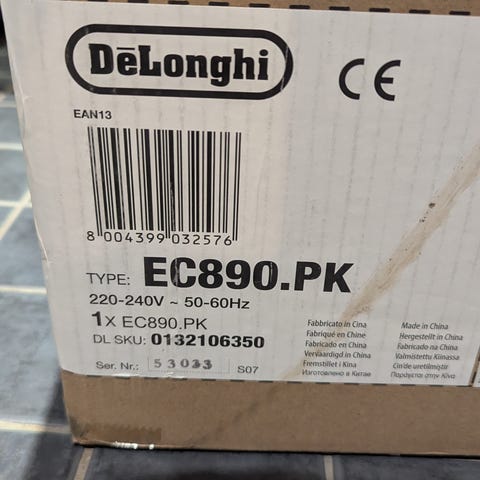 DēLonghi
CE
EAN13
8 004399 032576
TYPE: EC890.PK
220-240V ~ 50-60Hz
1X EC890.PK
DL SKU: 0132106350
Ser. Nr.: 53033 S07
Fabbricato in Cina
Fabriqué en Chine
Fabricado en China
Vervaardigd in China
Fremstillet i Kina
Изготовлено в Китае
Made in China
Hergestellt in China
Fabricado na China
Valmistettu Kiinassa
Çin'de üretilmiştir
Παράγεται στην Κίνα